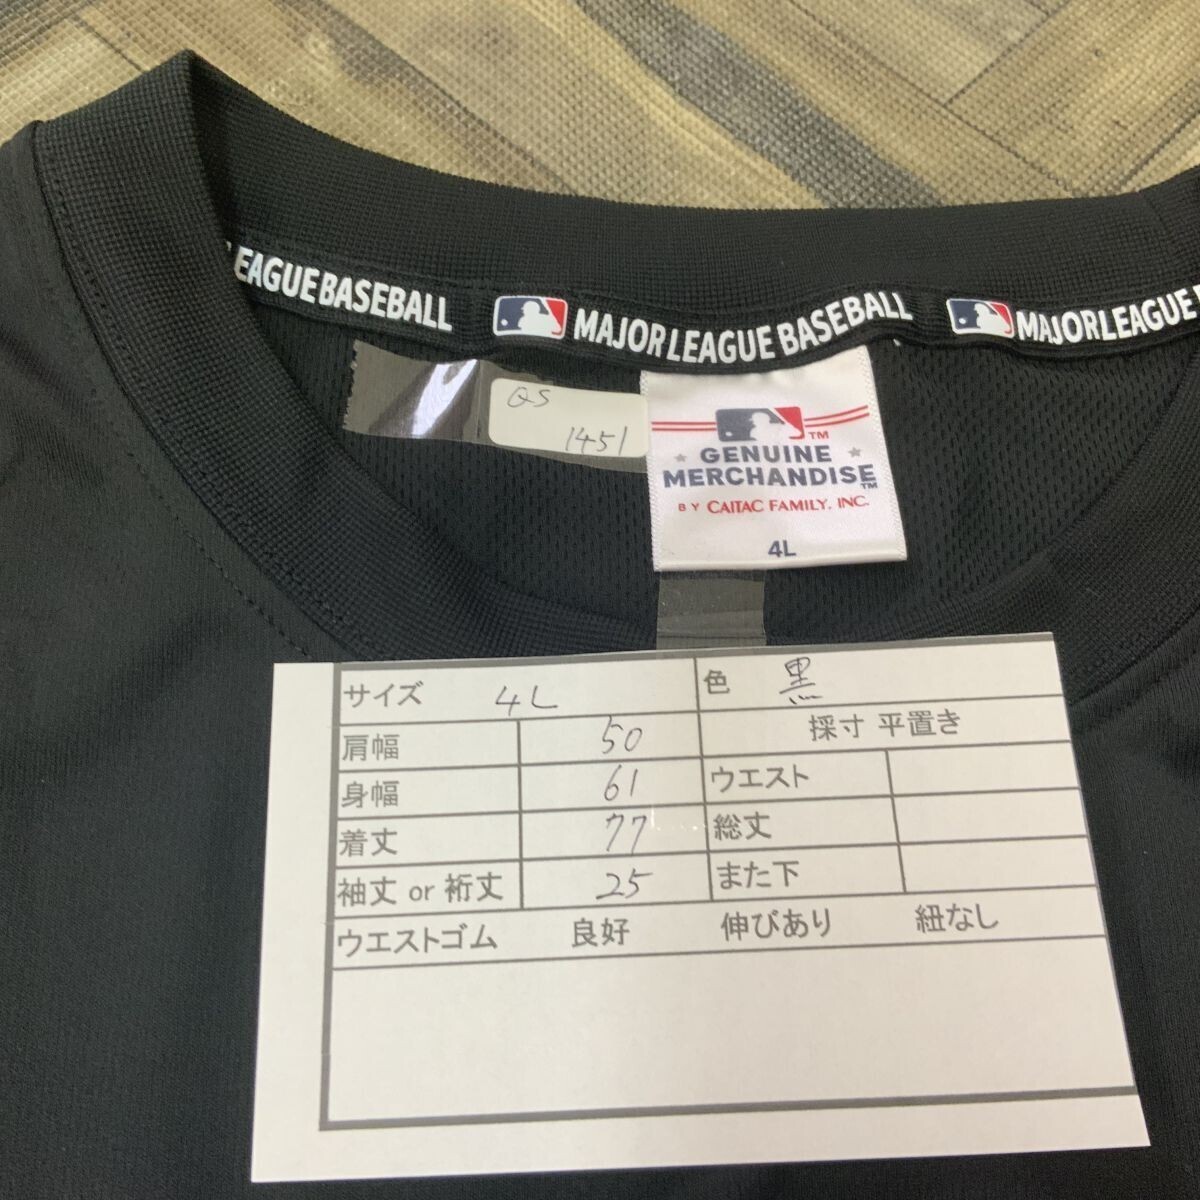 EAGUE BASEBALL
MAJOR LEAGUE BASEBALL
MAJOR LEAGUE
QS
1451
TM
GENUINE
MERCHANDISE
TM
BY CAITAC FAMILY, INC.
4L
サイズ 4L 色 黒
肩幅 50 採寸 平置き
身幅 61 ウエスト
着丈 77 総丈
袖丈 or 裄丈 25 また下
ウエストゴム 良好 伸びあり 紐なし